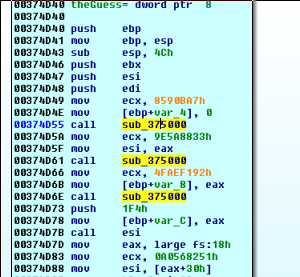 00374D40 theGuess= dword ptr  8
00374D40
00374D40 push    ebp
00374D41 mov     ebp, esp
00374D43 sub     esp, 4Ch
00374D46 push    ebx
00374D47 push    esi
00374D48 push    edi
00374D49 mov     ecx, 8590BA7h
00374D4E mov     [ebp+var_4], 0
00374D55 call    sub_375000
00374D5A mov     ecx, 9E5A8833h
00374D5F mov     esi, eax
00374D61 call    sub_375000
00374D66 mov     ecx, 4FAEF192h
00374D6B mov     [ebp+var_8], eax
00374D6E call    sub_375000
00374D73 push    1F4h
00374D78 mov     [ebp+var_C], eax
00374D7B call    esi
00374D7D mov     eax, large fs:18h
00374D83 mov     ecx, 0A0568251h
00374D88 mov     esi, [eax+30h]